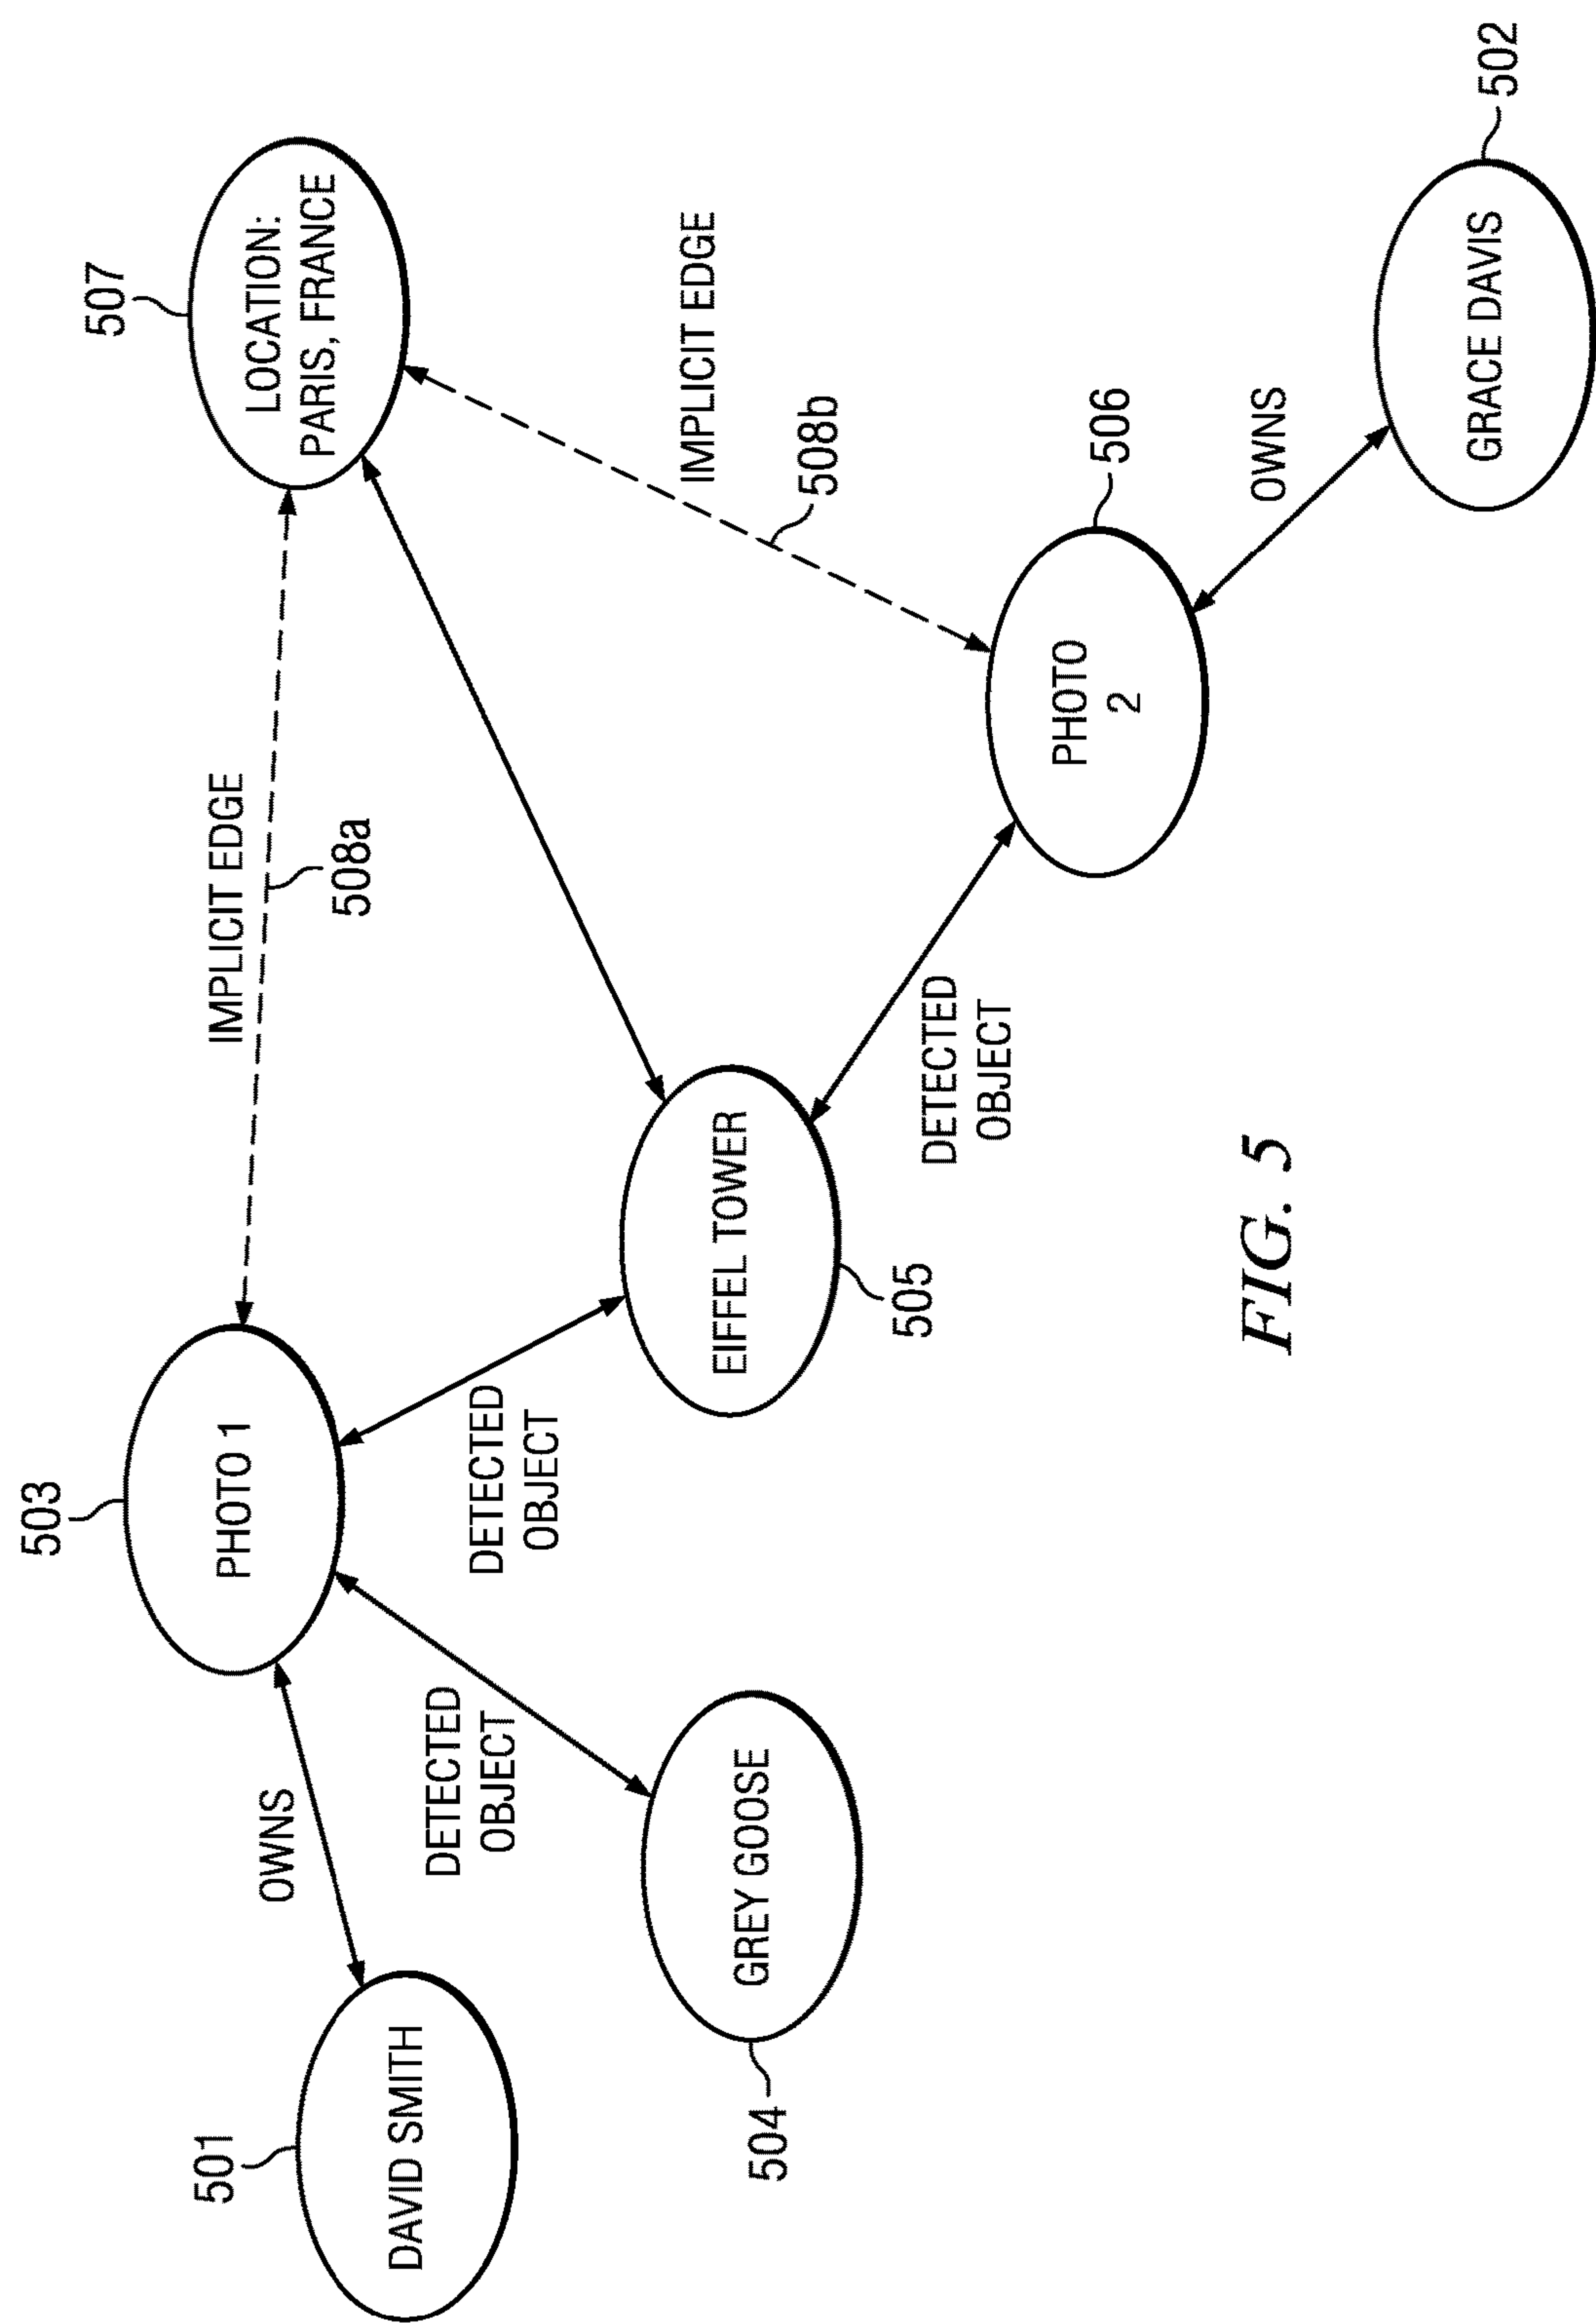 503
PHOTO 1
501
DAVID SMITH
OWNS
DETECTED
OBJECT
GREY GOOSE
504
DETECTED
OBJECT
EIFFEL TOWER
505
IMPLICIT EDGE
508a
507
LOCATION:
PARIS, FRANCE
IMPLICIT EDGE
508b
DETECTED
OBJECT
PHOTO
2
506
OWNS
GRACE DAVIS
502
FIG. 5